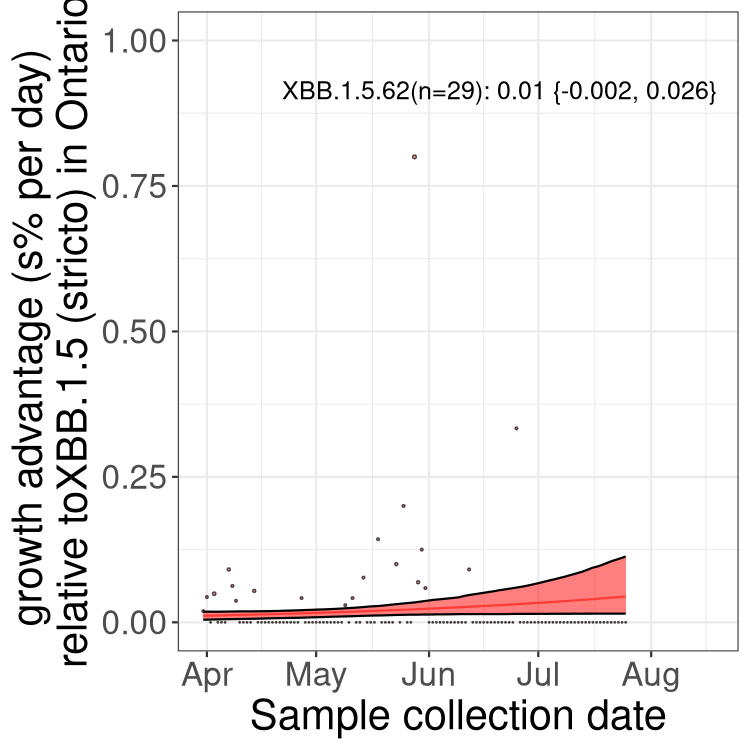 growth advantage (s% per day)
relative toXBB.1.5 (stricto) in Ontario
1.00
0.75
0.50
0.25
0.00
XBB.1.5.62(n=29): 0.01 {-0.002, 0.026}
Apr May Jun Jul Aug
Sample collection date